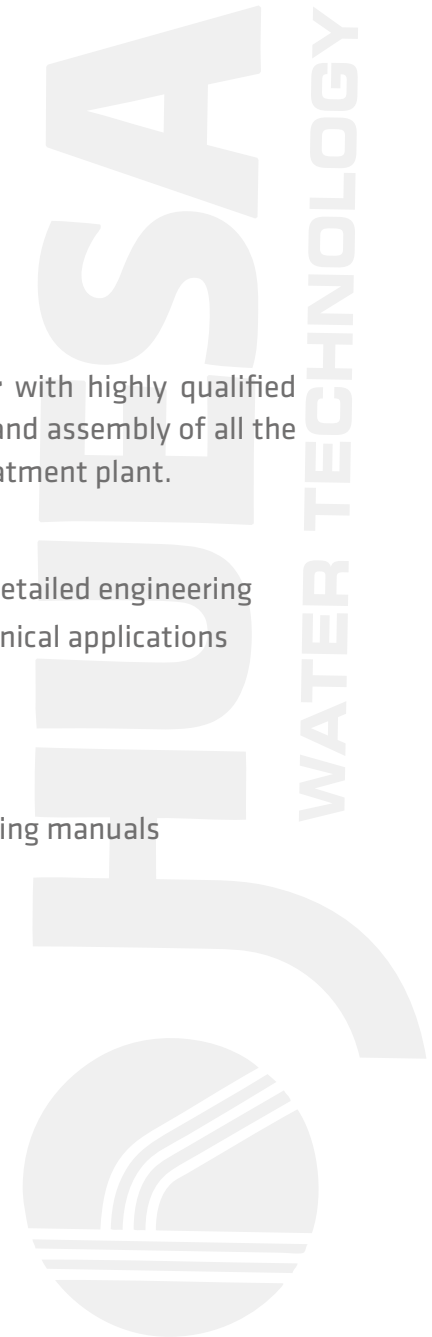 with highly qualified
and assembly of all the
atment plant.
etailed engineering
nical applications
ing manuals
J HUESA
WATER TECHNOLOGY